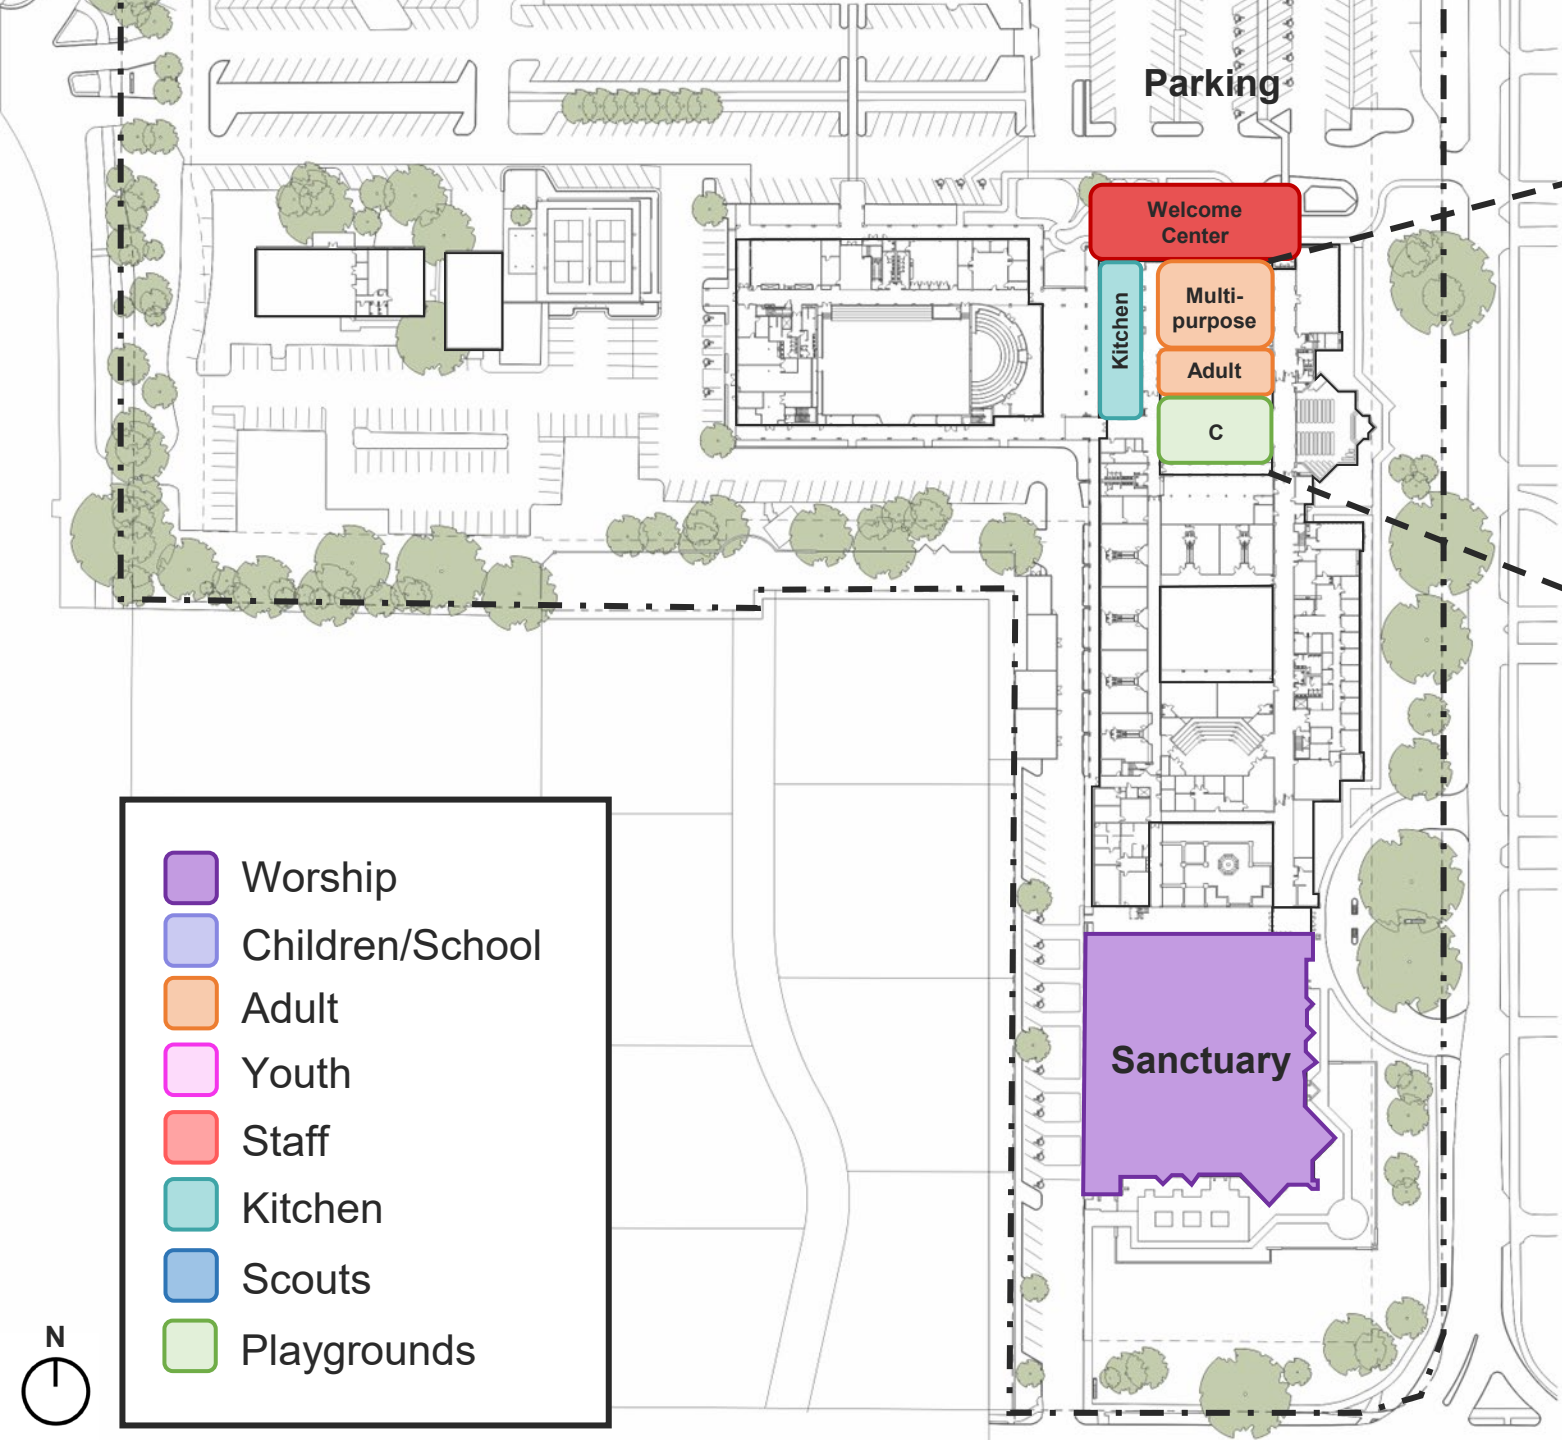 Parking
Welcome
Center
Kitchen
Multi-
purpose
Adult
C
Sanctuary
Worship
Children/School
Adult
Youth
Staff
Kitchen
Scouts
Playgrounds
N